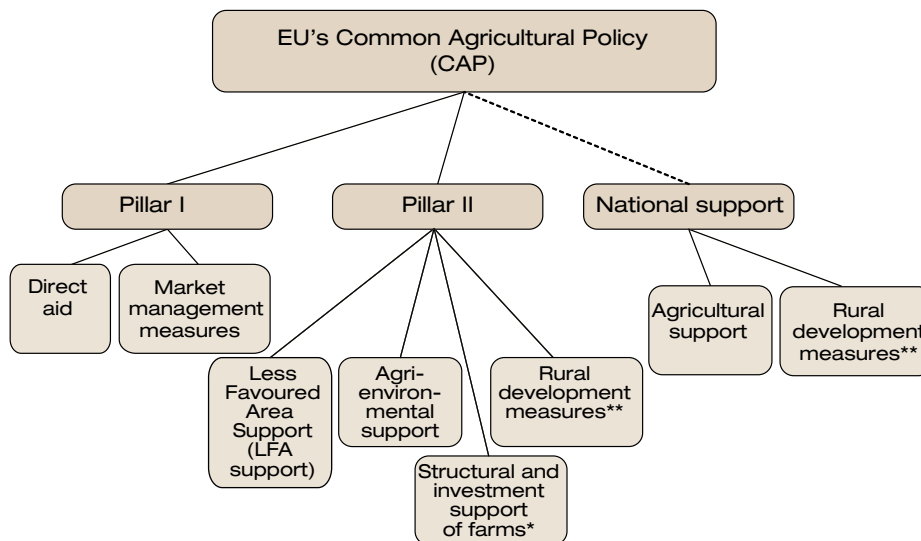 EU's Common Agricultural Policy
(CAP)
Pillar I
Pillar II
National support
Direct
aid
Market
management
measures
Agricultural
support
Rural
development
measures**
Less
Favoured
Area
Support
(LFA
support)
Agri-
environ-
mental
support
Rural
development
measures**
Structural and
investment
support
of farms*